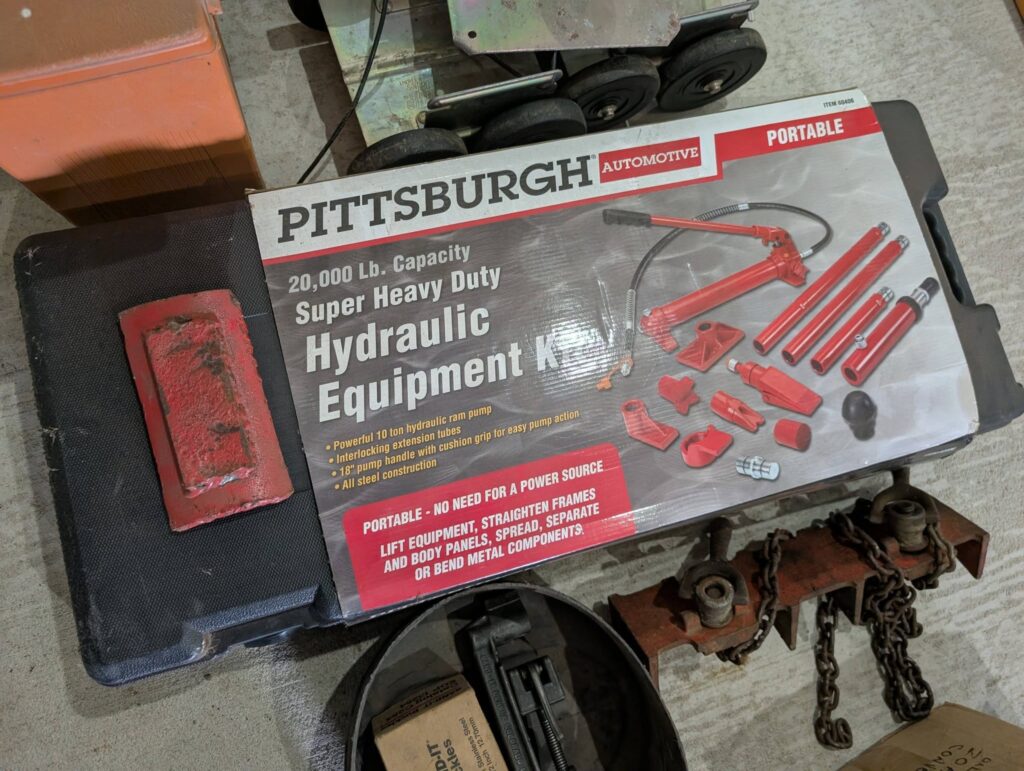 ITEM 60406
PITTSBURGH®
AUTOMOTIVE
PORTABLE
20,000 Lb. Capacity
Super Heavy Duty
Hydraulic
Equipment
• Powerful 10 ton hydraulic ram pump
• Interlocking extension tubes
• 18" pump handle with cushion grip for easy pump action
• All steel construction
PORTABLE - NO NEED FOR A POWER SOURCE
LIFT EQUIPMENT, STRAIGHTEN FRAMES
AND BODY PANELS, SPREAD, SEPARATE
OR BEND METAL COMPONENTS.
Stainless Steel